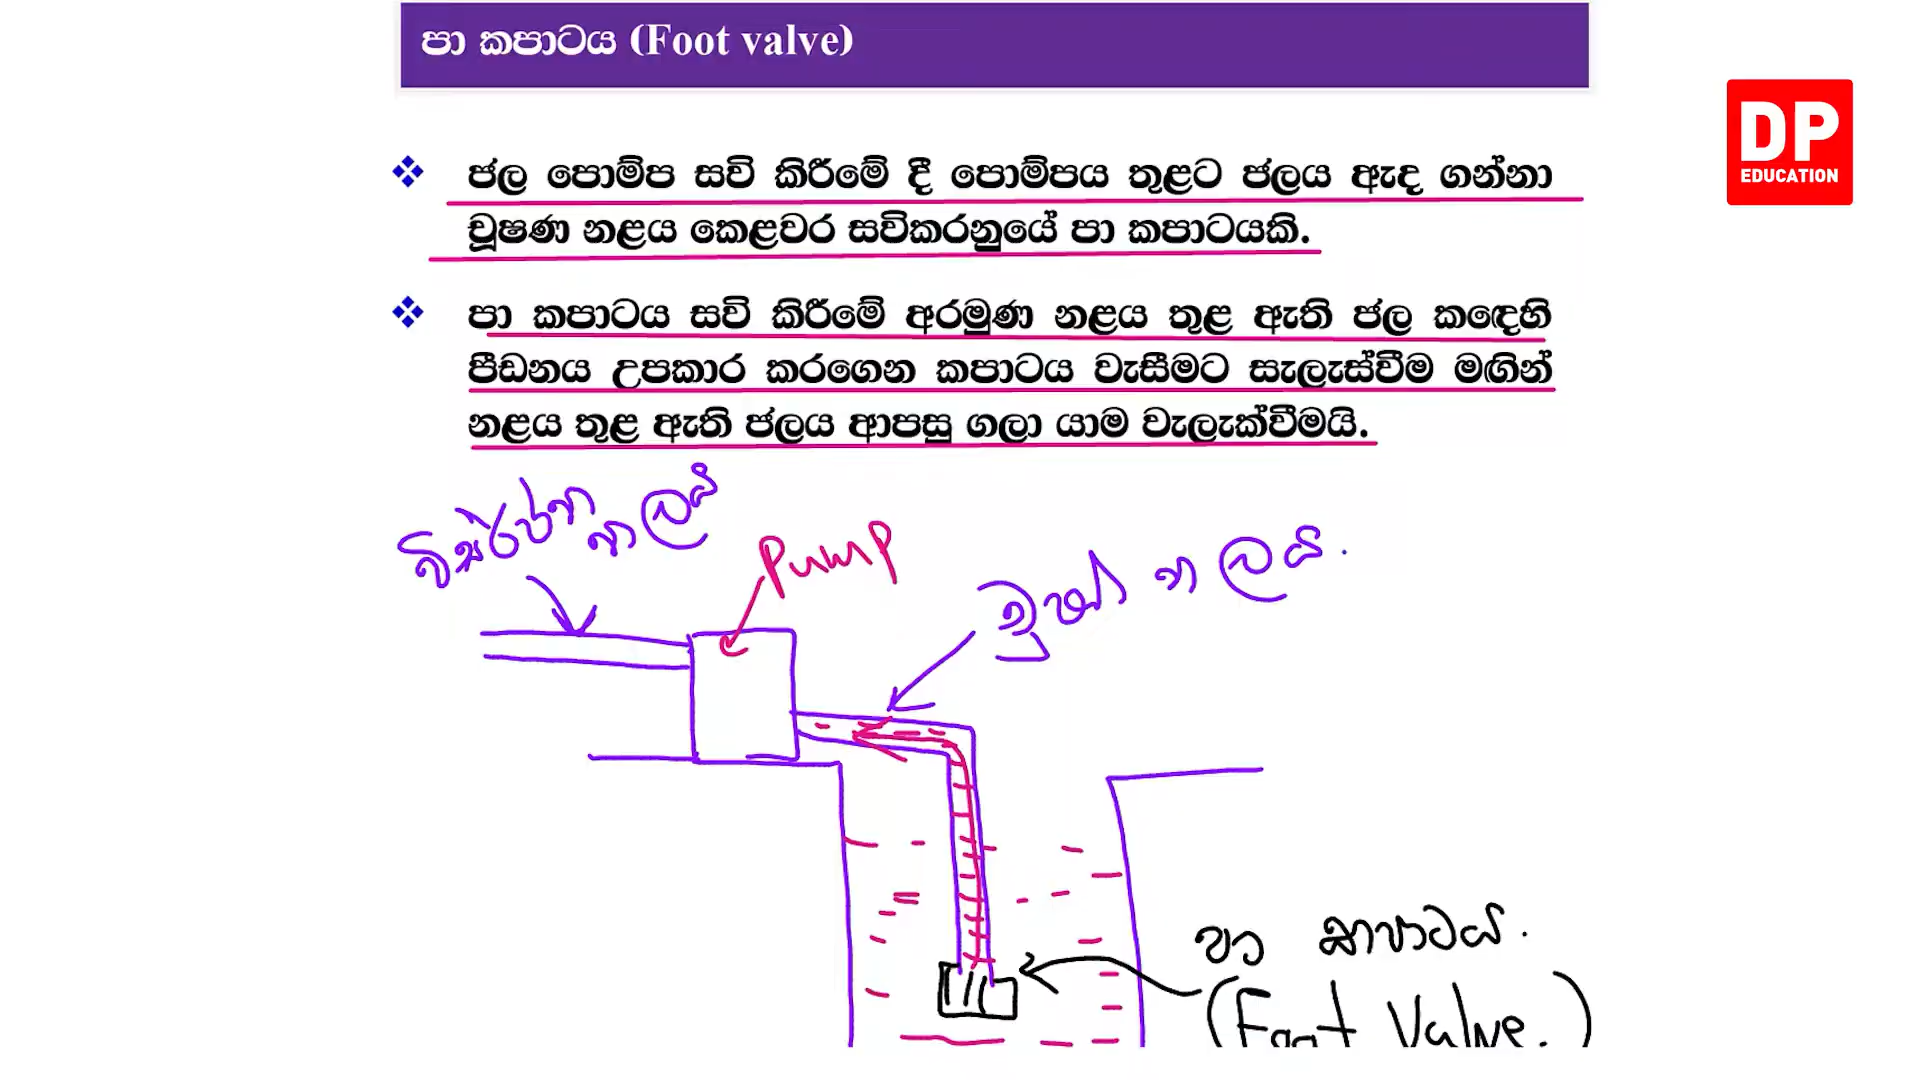 පා කපාටය (Foot valve)
DP
EDUCATION
ජල පොම්ප සවි කිරීමේ දී පොම්පය තුළට ජලය ඇද ගන්නා
චූෂණ නළය කෙළවර සවිකරනුයේ පා කපාටයකි.
පා කපාටය සවි කිරීමේ අරමුණ නළය තුළ ඇති ජල කඳෙහි
පීඩනය උපකාර කරගෙන කපාටය වැසීමට සැලැස්වීම මඟින්
නළය තුළ ඇති ජලය ආපසු ගලා යාම වැලැක්වීමයි.
නලය
Pump
නලය.
පා කපාටය.
(Foot Valve.)